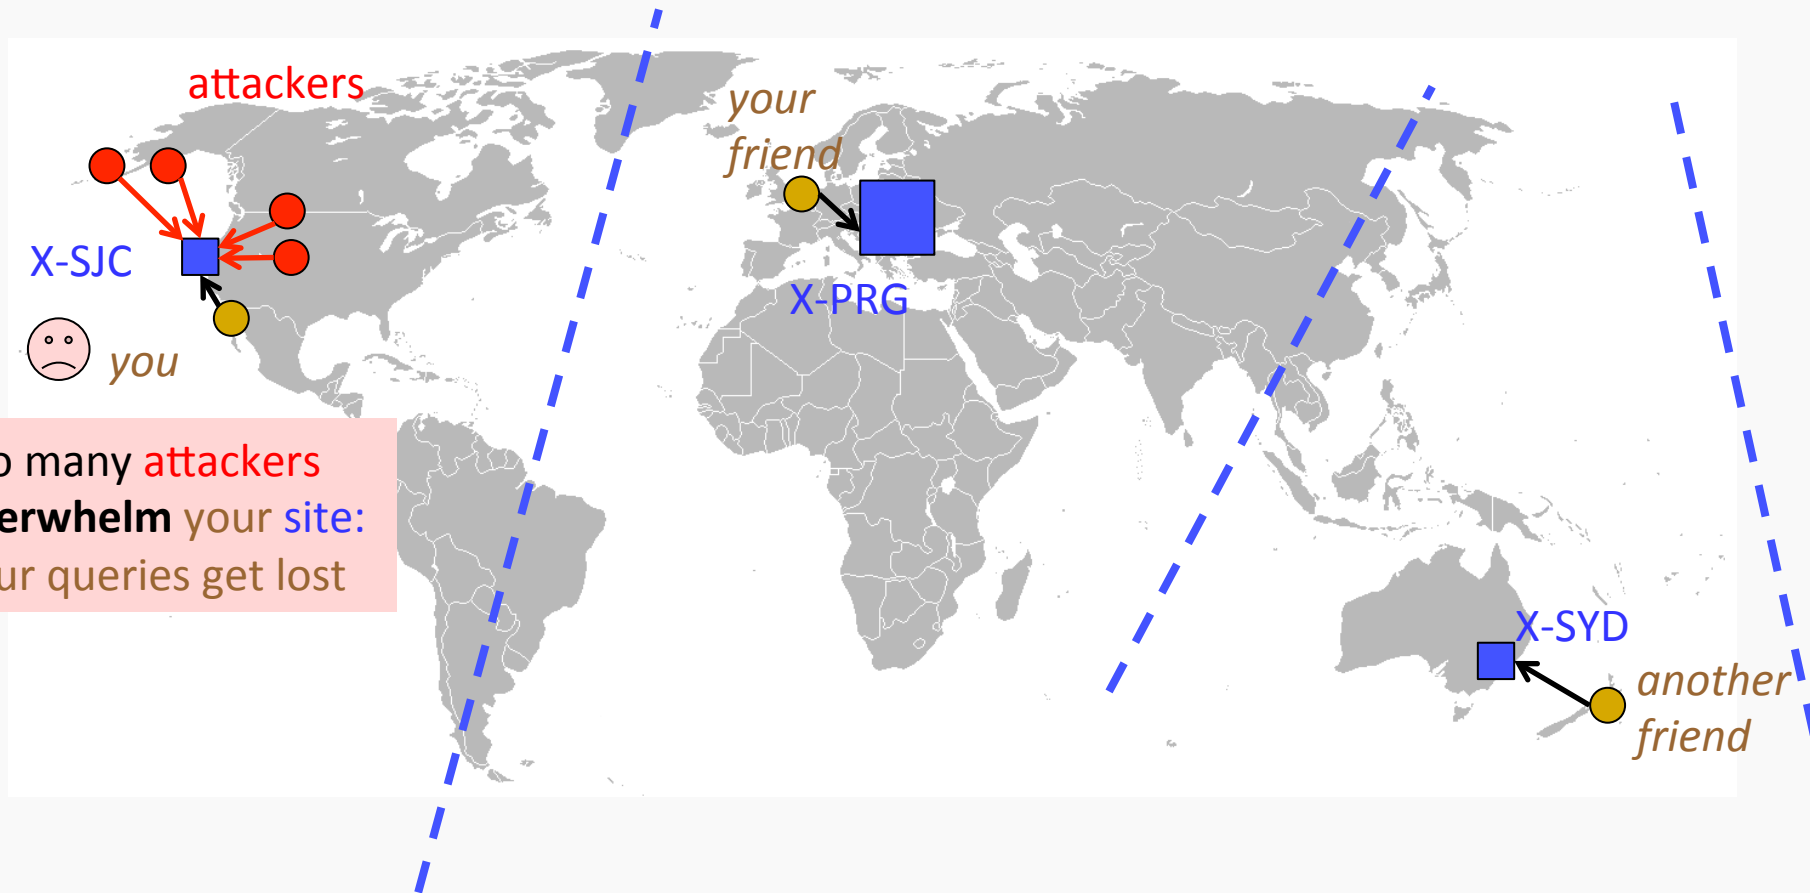 attackers
your
friend
X-SJC
X-PRG
you
o many attackers
erwhelm your site:
ur queries get lost
X-SYD
another
friend